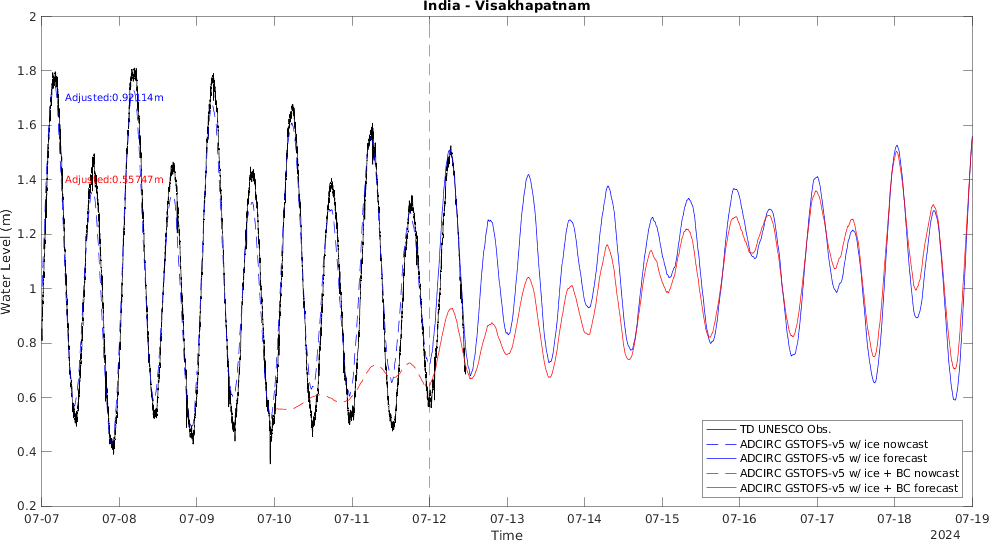 India - Visakhapatnam
2
1.8
1.6
1.4
1.2
1
0.8
0.6
0.4
0.2
Water Level (m)
Adjusted:0.92114m
Adjusted:0.55747m
TD UNESCO Obs.
ADCIRC GSTOFS-v5 w/ ice nowcast
ADCIRC GSTOFS-v5 w/ ice forecast
ADCIRC GSTOFS-v5 w/ ice + BC nowcast
ADCIRC GSTOFS-v5 w/ ice + BC forecast
07-07 07-08 07-09 07-10 07-11 07-12 07-13 07-14 07-15 07-16 07-17 07-18 07-19
Time
2024